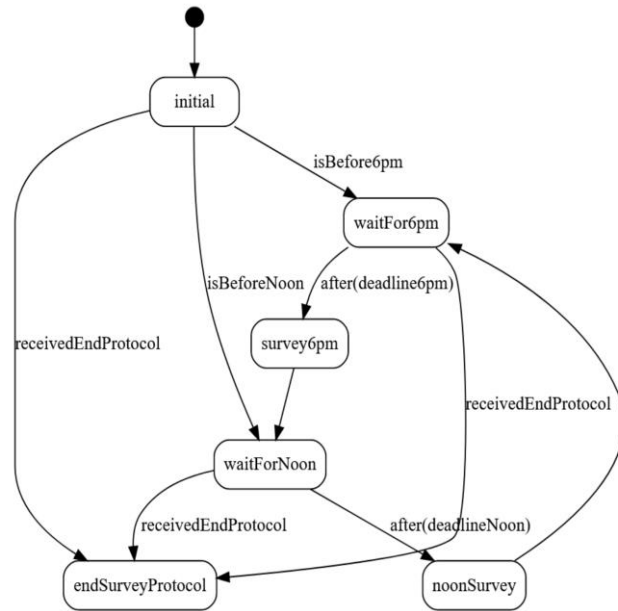 initial
isBefore6pm
waitFor6pm
isBeforeNoon
after(deadline6pm)
survey6pm
receivedEndProtocol
receivedEndProtocol
waitForNoon
receivedEndProtocol
after(deadlineNoon)
endSurveyProtocol
noonSurvey